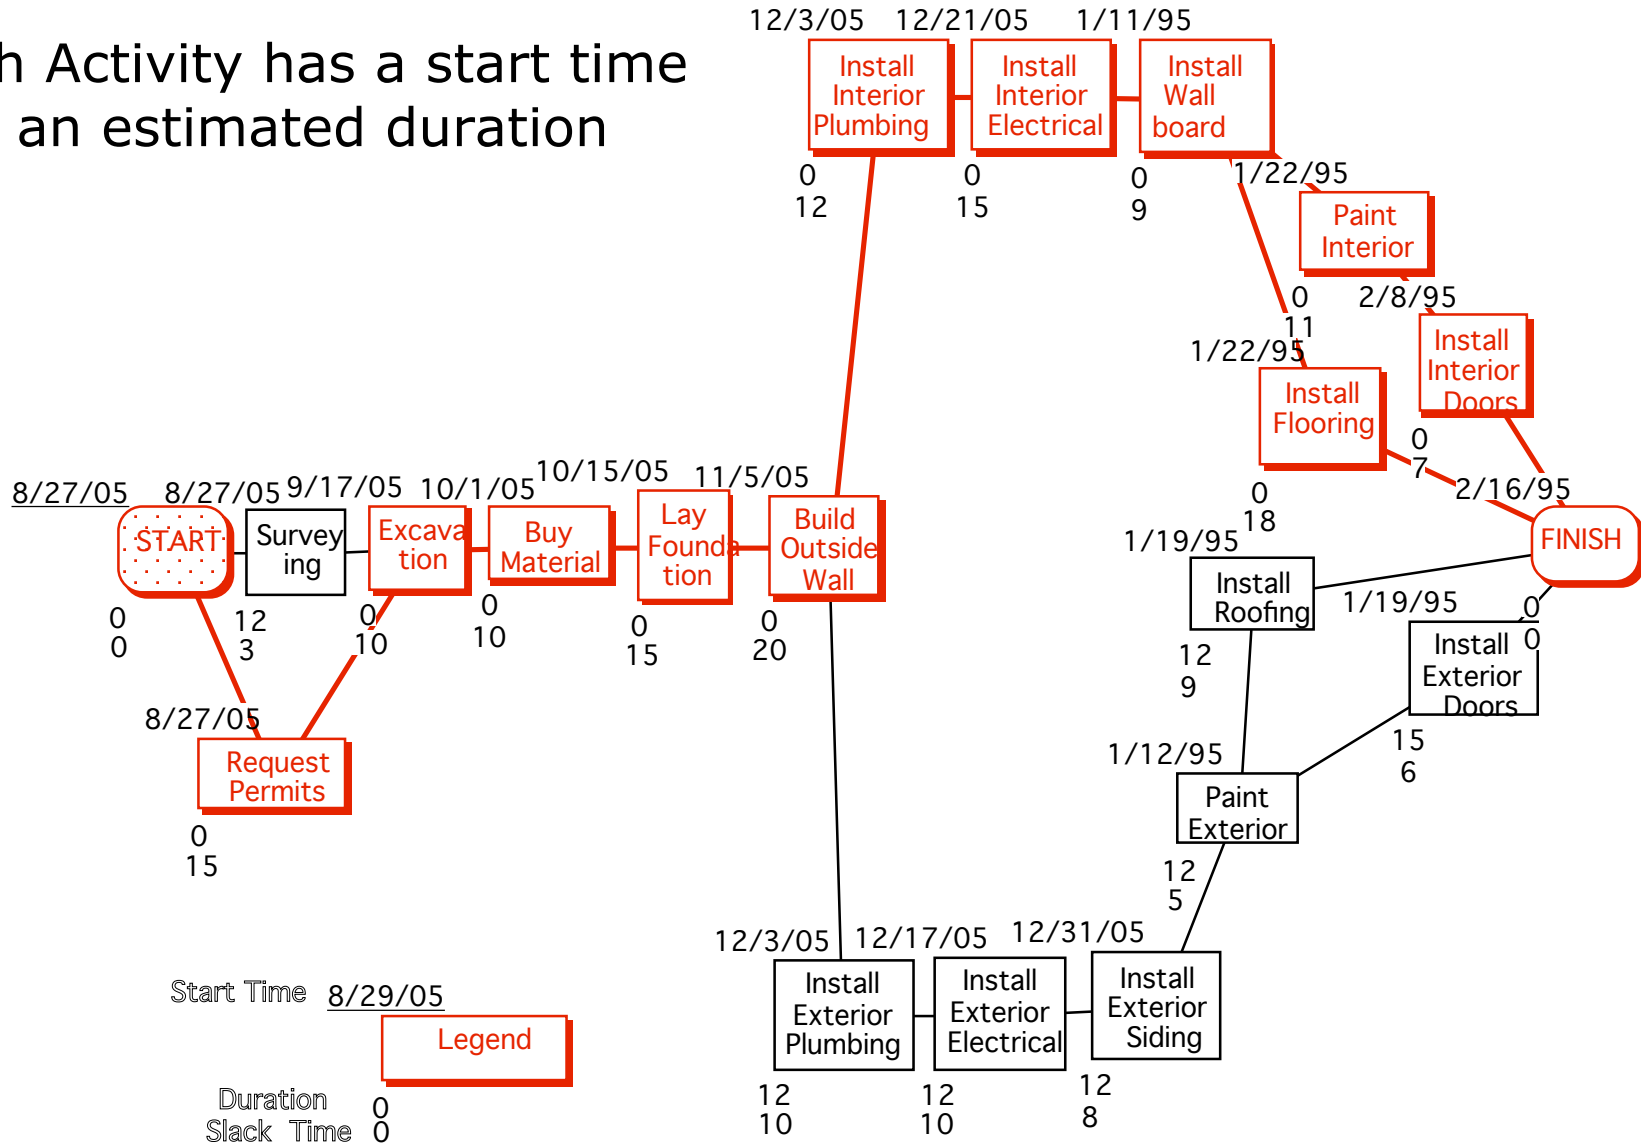 h Activity has a start time
an estimated duration
12/3/05
12/21/05
1/11/95
Install
Interior
Plumbing
Install
Interior
Electrical
Install
Wall
board
0
12
0
15
0
9
1/22/95
Paint
Interior
0
11
2/8/95
Install
Interior
Doors
1/22/95
Install
Flooring
0
7
0
18
2/16/95
FINISH
0
0
8/27/05
START
0
0
8/27/05
Survey
ing
12
3
9/17/05
Excava
tion
0
10
10/1/05
Buy
Material
0
10
10/15/05
Lay
Founda
tion
0
15
11/5/05
Build
Outside
Wall
0
20
8/27/05
Request
Permits
0
15
1/19/95
Install
Roofing
12
9
1/19/95
Install
Exterior
Doors
15
6
1/12/95
Paint
Exterior
12
5
12/3/05
Install
Exterior
Plumbing
12
10
12/17/05
Install
Exterior
Electrical
12
10
12/31/05
Install
Exterior
Siding
12
8
Start Time
8/29/05
Legend
Duration
0
Slack Time
0